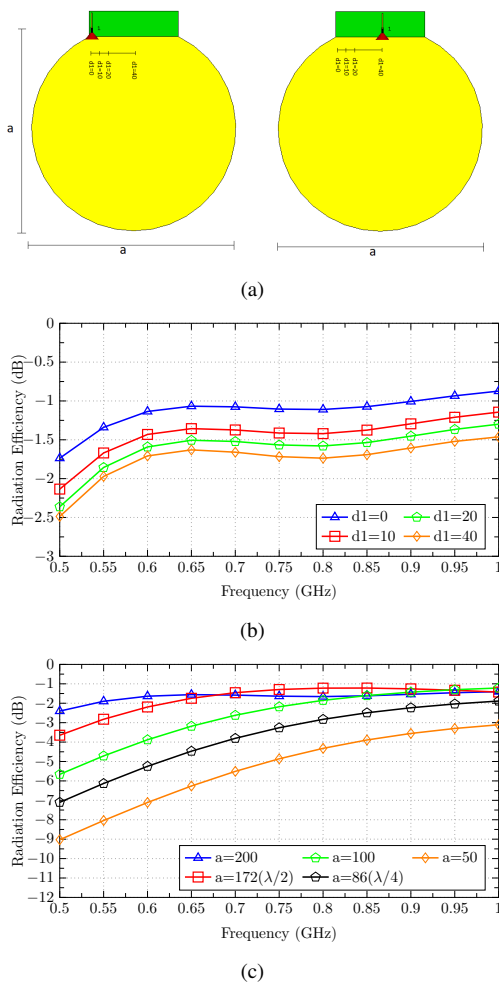 d1=0
d1=10
d1=20
d1=40
a
a
d1=0
d1=10
d1=20
d1=40
a
(a)
0
−0.5
−1
−1.5
−2
−2.5
−3
Radiation Efficiency (dB)
d1=0
d1=20
d1=10
d1=40
0.5 0.55 0.6 0.65 0.7 0.75 0.8 0.85 0.9 0.95 1
Frequency (GHz)
(b)
0
−1
−2
−3
−4
−5
−6
−7
−8
−9
−10
−11
−12
Radiation Efficiency (dB)
a=200 a=100 a=50
a=172(λ/2) a=86(λ/4)
0.5 0.55 0.6 0.65 0.7 0.75 0.8 0.85 0.9 0.95 1
Frequency (GHz)
(c)